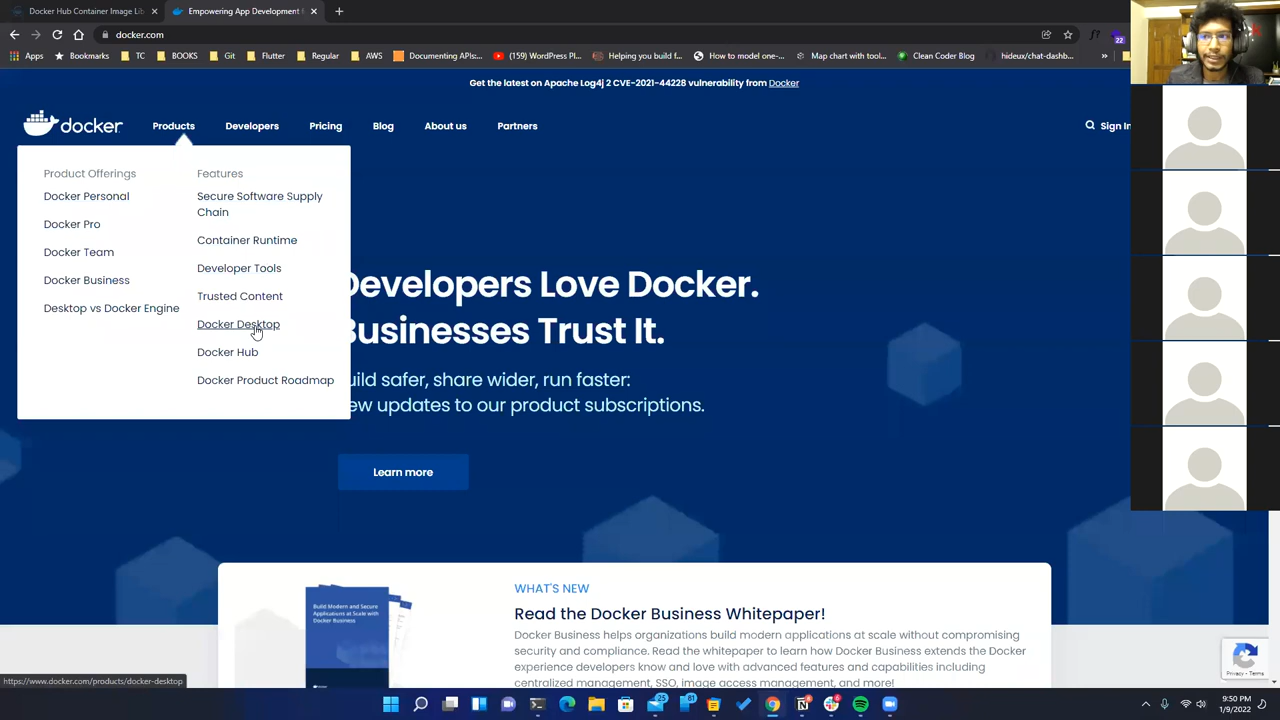 Docker Hub Container Image Lib
Empowering App Development f
docker.com
22
Apps
Bookmarks
TC
BOOKS
Git
Flutter
Regular
AWS
Documenting APIs...
(459) WordPress Pl...
Helping you build f...
How to model one-...
Map chart with tool...
Clean Coder Blog
hideux/chat-dashb...
Get the latest on Apache Log4j 2 CVE-2021-44228 vulnerability from Docker
docker
Products
Developers
Pricing
Blog
About us
Partners
Sign In
Product Offerings
Docker Personal
Docker Pro
Docker Team
Docker Business
Desktop vs Docker Engine
Features
Secure Software Supply
Chain
Container Runtime
Developer Tools
Trusted Content
Docker Desktop
Docker Hub
Docker Product Roadmap
Developers Love Docker.
Businesses Trust It.
uild safer, share wider, run faster:
ew updates to our product subscriptions.
Learn more
Build Modern and Secure
Applications at Scale with
Docker Business
WHAT'S NEW
Read the Docker Business Whitepaper!
Docker Business helps organizations build modern applications at scale without compromising
security and compliance. Read the whitepaper to learn how Docker Business extends the Docker
experience developers know and love with advanced features and capabilities including
centralized management, SSO, image access management, and more!
Privacy - Terms
https://www.docker.com/products/docker-desktop
25
81
6
9:50 PM
1/9/2022